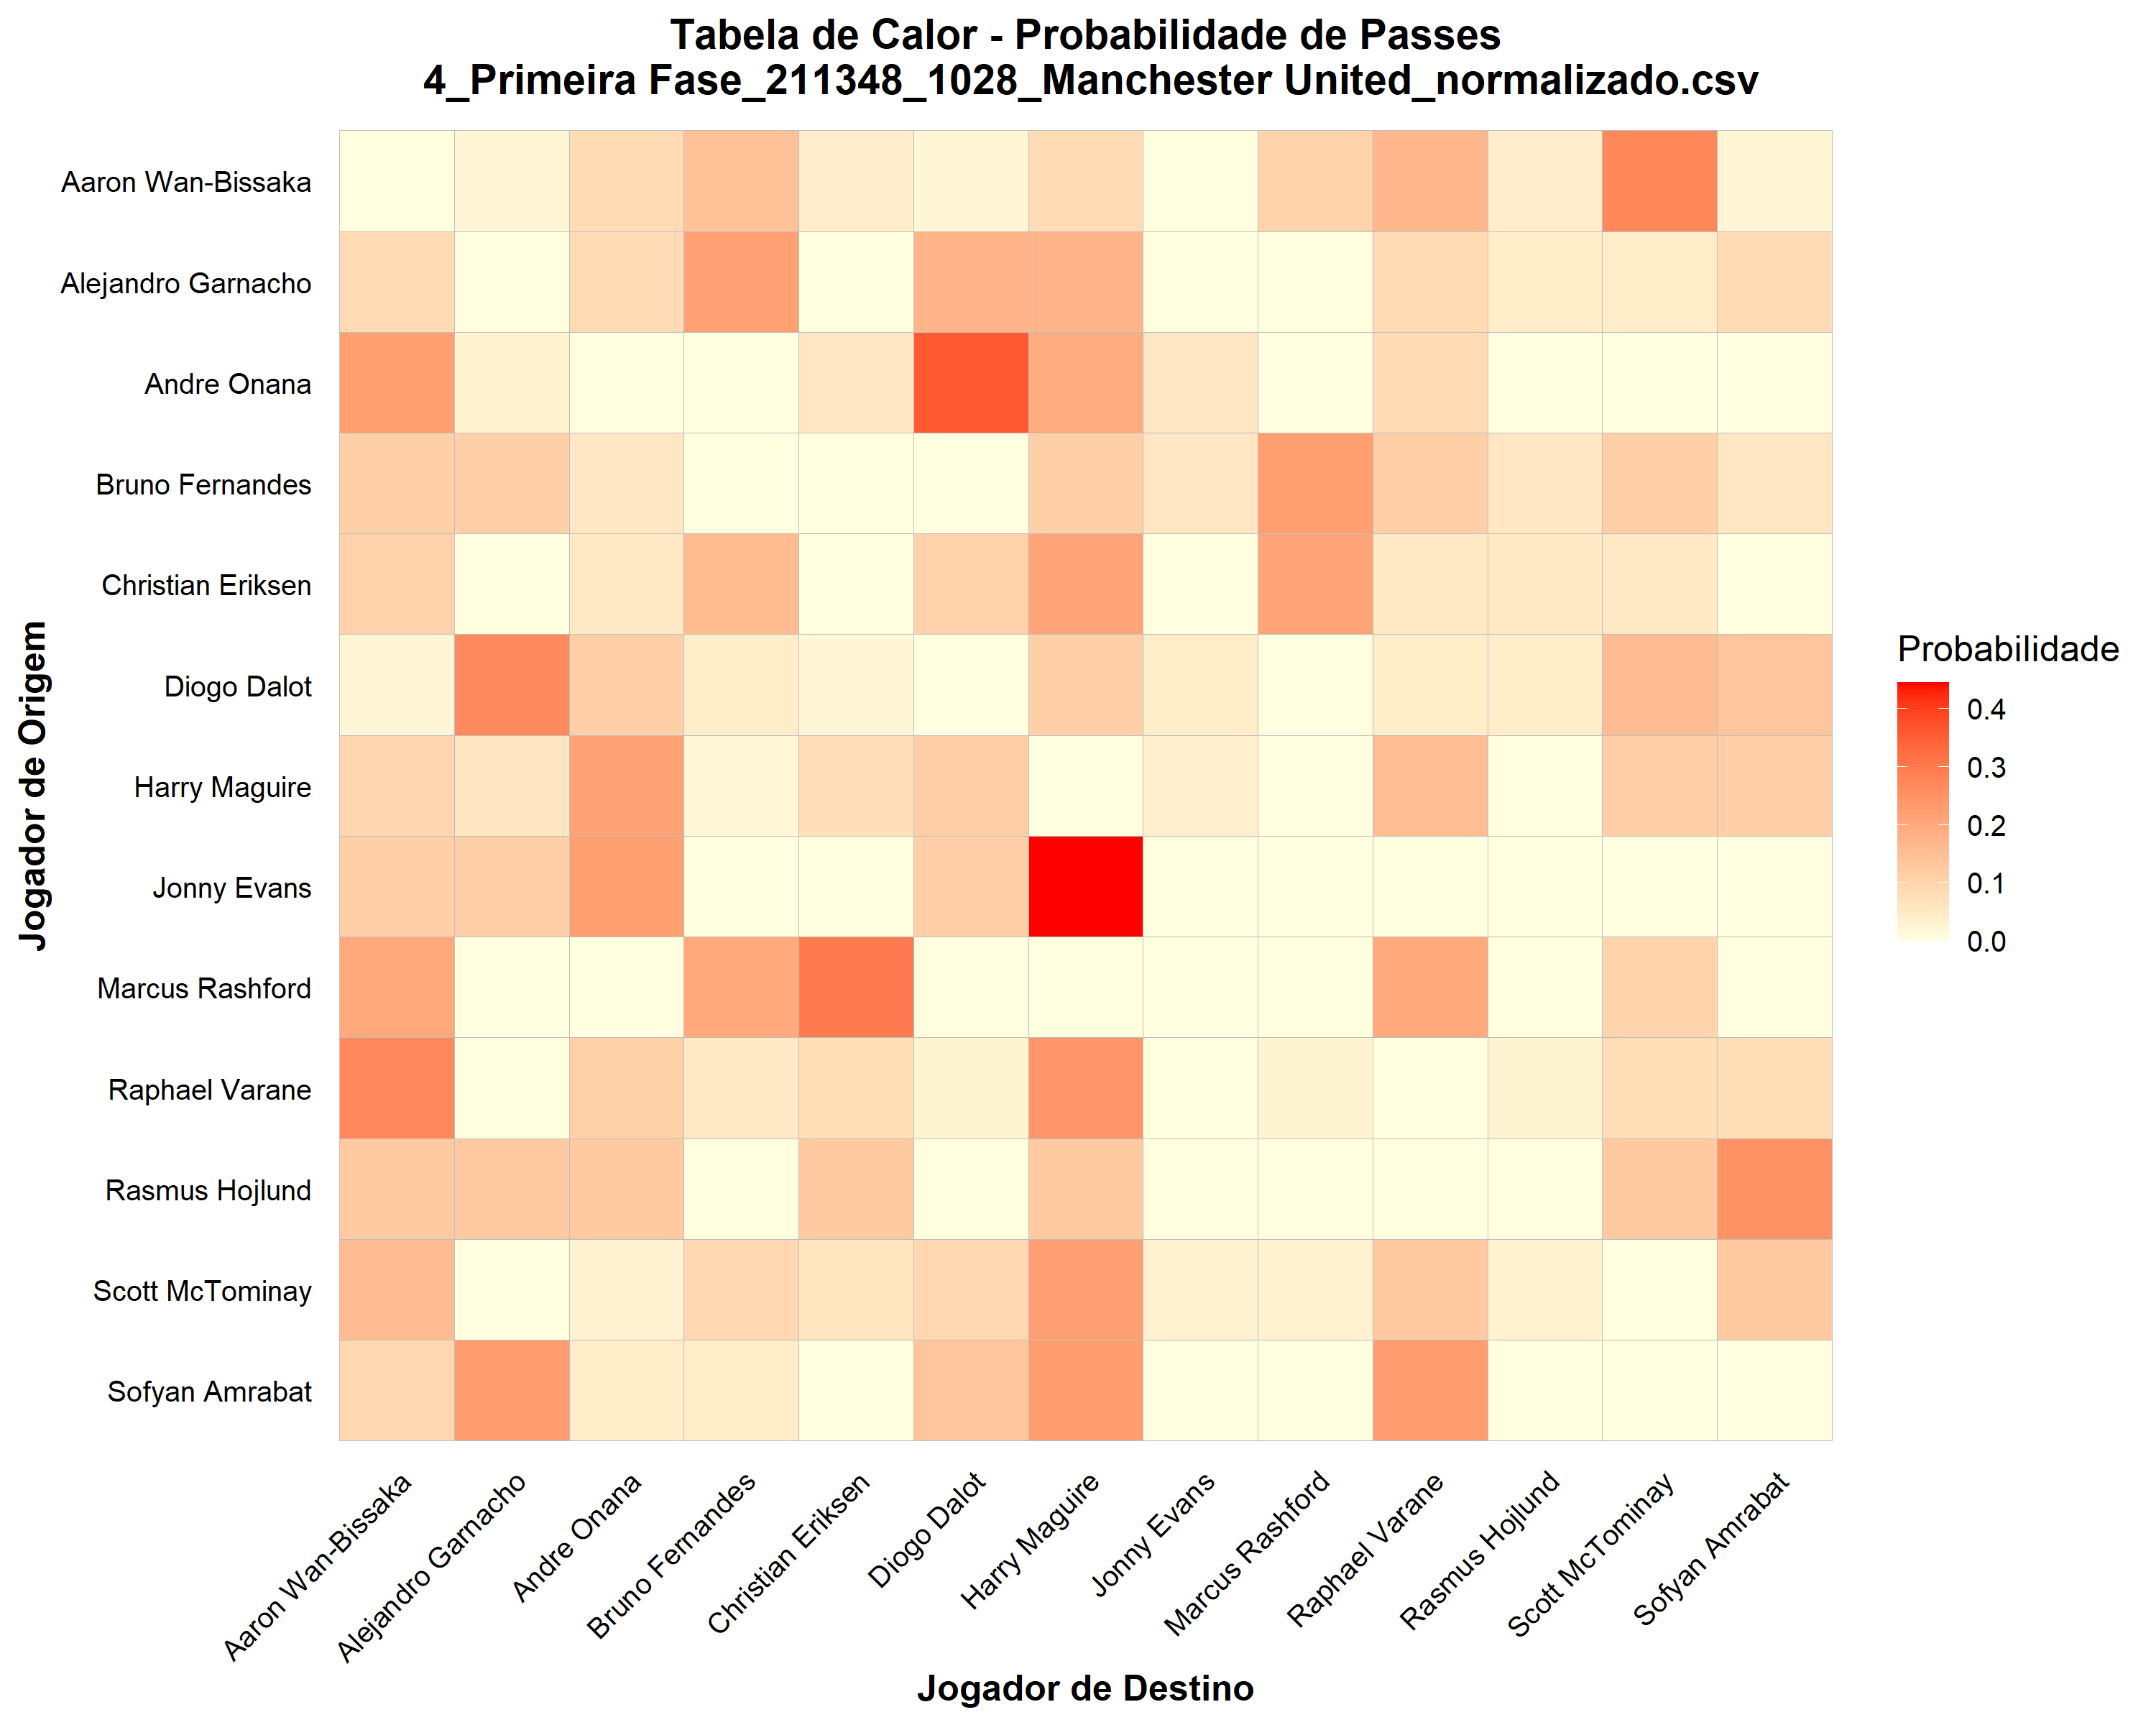 Tabela de Calor - Probabilidade de Passes
4_Primeira Fase_211348_1028_Manchester United_normalizado.csv
Jogador de Origem
Aaron Wan-Bissaka
Alejandro Garnacho
Andre Onana
Bruno Fernandes
Christian Eriksen
Diogo Dalot
Harry Maguire
Jonny Evans
Marcus Rashford
Raphael Varane
Rasmus Hojlund
Scott McTominay
Sofyan Amrabat
Aaron Wan-Bissaka
Alejandro Garnacho
Andre Onana
Bruno Fernandes
Christian Eriksen
Diogo Dalot
Harry Maguire
Jonny Evans
Marcus Rashford
Raphael Varane
Rasmus Hojlund
Scott McTominay
Sofyan Amrabat
Jogador de Destino
Probabilidade
0.4
0.3
0.2
0.1
0.0